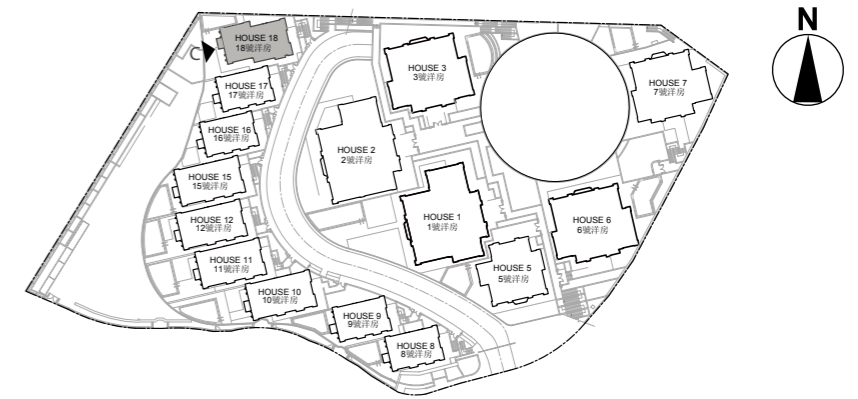 N
HOUSE 18
18號洋房
C
HOUSE 3
3號洋房
HOUSE 7
7號洋房
HOUSE 17
17號洋房
HOUSE 16
16號洋房
HOUSE 2
2號洋房
HOUSE 15
15號洋房
HOUSE 12
12號洋房
HOUSE 1
1號洋房
HOUSE 6
6號洋房
HOUSE 11
11號洋房
HOUSE 5
5號洋房
HOUSE 10
10號洋房
HOUSE 9
9號洋房
HOUSE 8
8號洋房